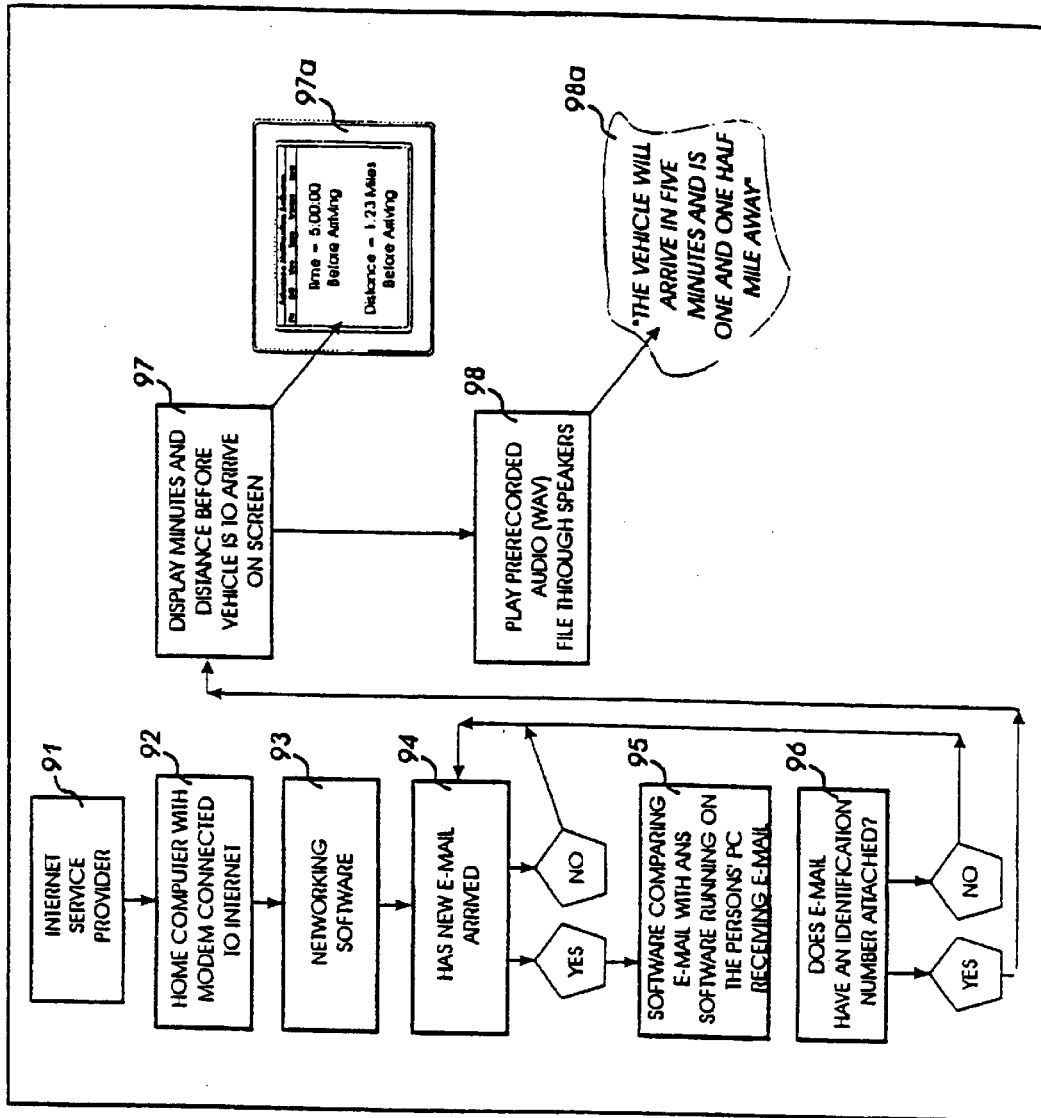 91
INTERNET
SERVICE
PROVIDER
92
HOME COMPUTER WITH
MODEM CONNECTED
TO INTERNET
93
NETWORKING
SOFTWARE
94
HAS NEW E-MAIL
ARRIVED
YES
NO
95
SOFTWARE COMPARING
E-MAIL WITH ANS
SOFTWARE RUNNING ON
THE PERSONS' PC
RECEIVING E-MAIL
96
DOES E-MAIL
HAVE AN IDENTIFICATION
NUMBER ATTACHED?
YES
NO
97
DISPLAY MINUTES AND
DISTANCE BEFORE
VEHICLE IS TO ARRIVE
ON SCREEN
97a
Time = 5:00:00
Before Arriving
Distance = 1.23 Miles
Before Arriving
98
PLAY PRERECORDED
AUDIO (WAV)
FILE THROUGH SPEAKERS
98a
"THE VEHICLE WILL
ARRIVE IN FIVE
MINUTES AND IS
ONE AND ONE HALF
MILE AWAY"